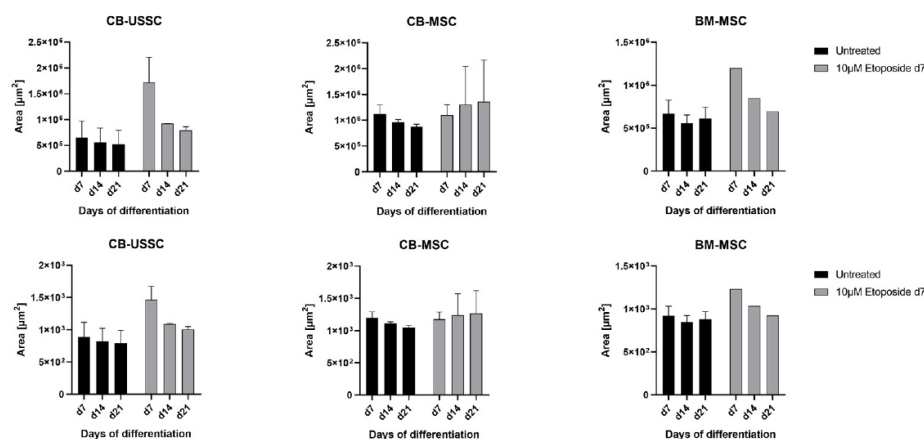 CB-USSC
Area [µm²]
2.5×10⁶
2×10⁶
1.5×10⁶
1×10⁶
5×10⁵
0
d7 d14 d21 d7 d14 d21
Days of differentiation
CB-MSC
Area [µm²]
2.5×10⁶
2×10⁶
1.5×10⁶
1×10⁶
5×10⁵
0
d7 d14 d21 d7 d14 d21
Days of differentiation
BM-MSC
Area [µm²]
1.5×10⁶
1×10⁶
5×10⁵
0
d7 d14 d21 d7 d14 d21
Days of differentiation
Untreated
10µM Etoposide d7
CB-USSC
Area [µm²]
2×10³
1.5×10³
1×10³
5×10²
0
d7 d14 d21 d7 d14 d21
Days of differentiation
CB-MSC
Area [µm²]
2×10³
1.5×10³
1×10³
5×10²
0
d7 d14 d21 d7 d14 d21
Days of differentiation
BM-MSC
Area [µm²]
1.5×10³
1×10³
5×10²
0
d7 d14 d21 d7 d14 d21
Days of differentiation
Untreated
10µM Etoposide d7